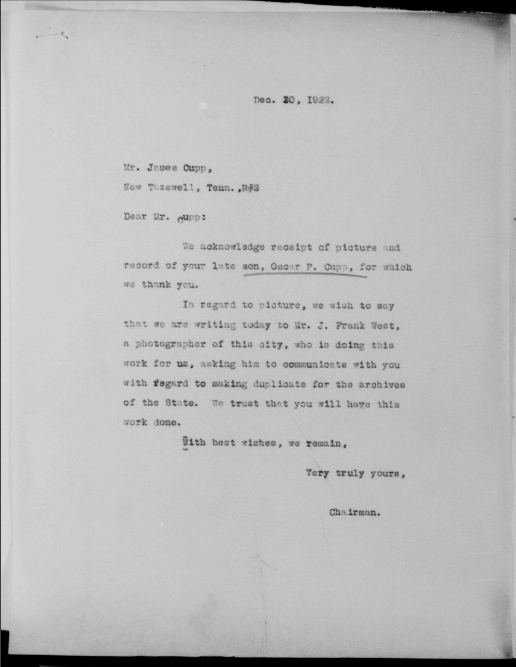 Dec. 20, 1922.
Mr. James Cupp,
New Tazewell, Tenn.,R#2
Dear Mr. Cupp:
We acknowledge receipt of picture and
record of your late son, Oscar P. Cupp, for which
we thank you.
In regard to picture, we wish to say
that we are writing today to Mr. J. Frank West,
a photographer of this city, who is doing this
work for us, asking him to communicate with you
with regard to making duplicate for the archives
of the State. We trust that you will have this
work done.
With best wishes, we remain,
Very truly yours,
Chairman.